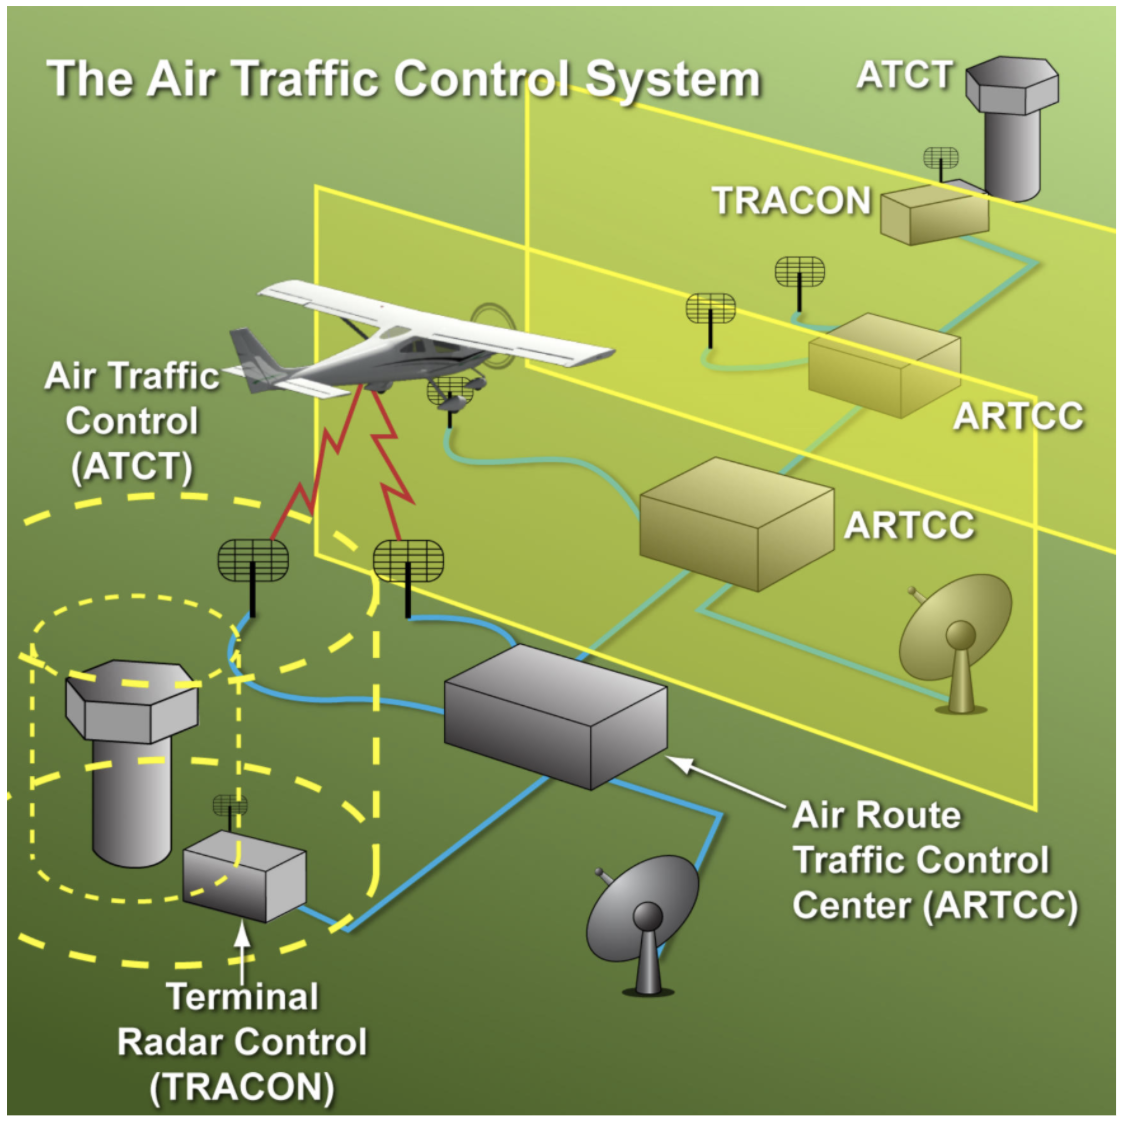 The Air Traffic Control System
ATCT
TRACON
ARTCC
ARTCC
Air Traffic
Control
(ATCT)
Air Route
Traffic Control
Center (ARTCC)
Terminal
Radar Control
(TRACON)